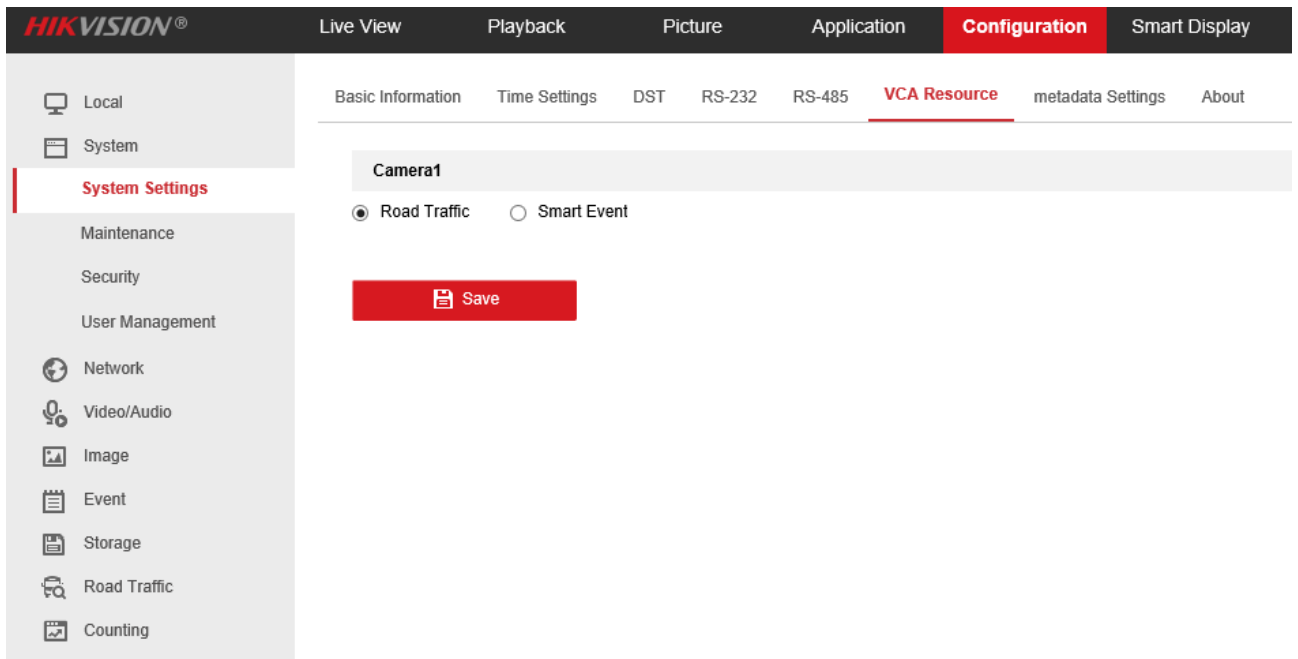 HIKVISION® Live View Playback Picture Application Configuration Smart Display
Local
System
System Settings
Maintenance
Security
User Management
Network
Video/Audio
Image
Event
Storage
Road Traffic
Counting
Basic Information Time Settings DST RS-232 RS-485 VCA Resource metadata Settings About
Camera1
Road Traffic Smart Event
Save